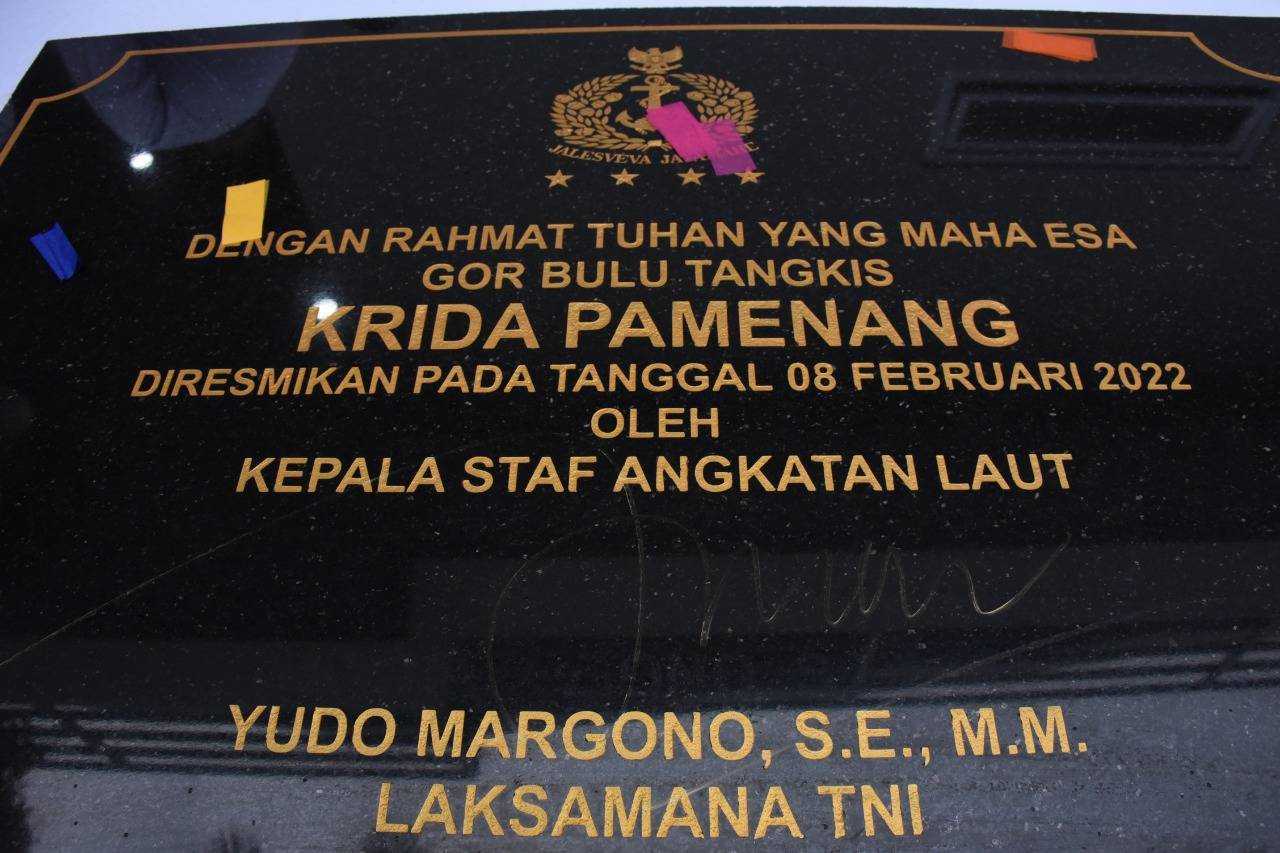 JALESVEVA
DENGAN RAHMAT TUHAN YANG MAHA ESA
GOR BULU TANGKIS
KRIDA PAMENANG
DIRESMIKAN PADA TANGGAL 08 FEBRUARI 2022
OLEH
KEPALA STAF ANGKATAN LAUT
YUDO MARGONO, S.E., M.M.
LAKSAMANA TNI